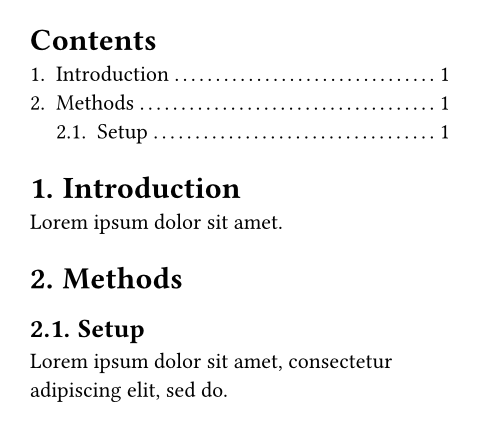 Contents
1. Introduction ................................ 1
2. Methods .................................... 1
2.1. Setup .................................. 1
1. Introduction
Lorem ipsum dolor sit amet.
2. Methods
2.1. Setup
Lorem ipsum dolor sit amet, consectetur
adipiscing elit, sed do.